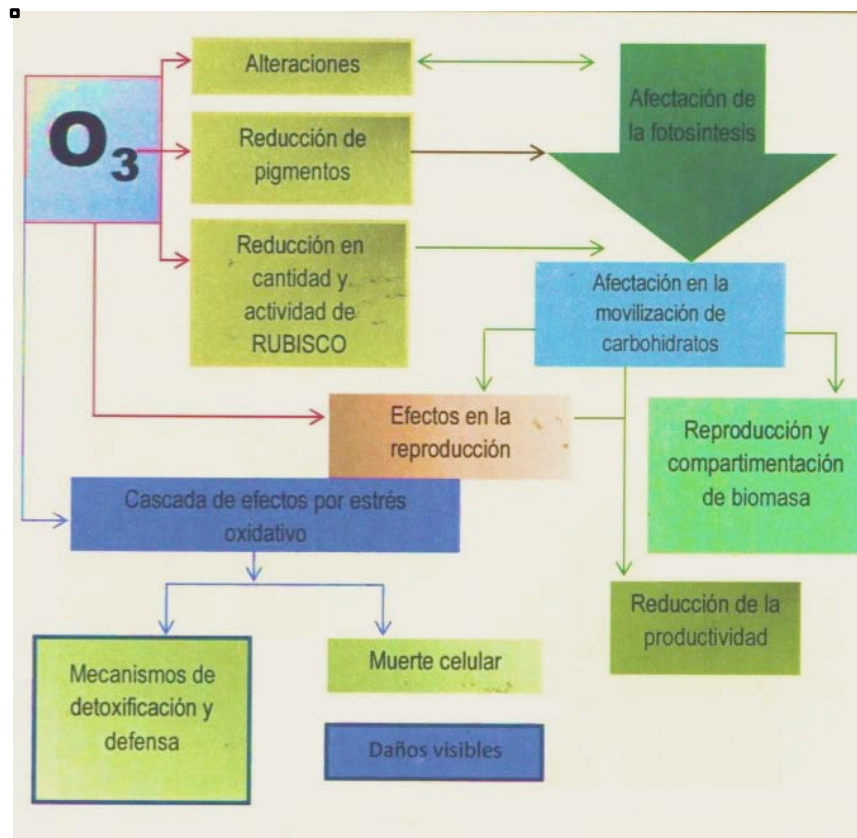 O3
Alteraciones
Reducción de
pigmentos
Reducción en
cantidad y
actividad de
RUBISCO
Afectación de
la fotosintesis
Afectación en la
movilización de
carbohidratos
Efectos en la
reproducción
Reproducción y
compartimentación
de biomasa
Cascada de efectos por estrés
oxidativo
Reducción de la
productividad
Mecanismos de
detoxificación y
defensa
Muerte celular
Daños visibles